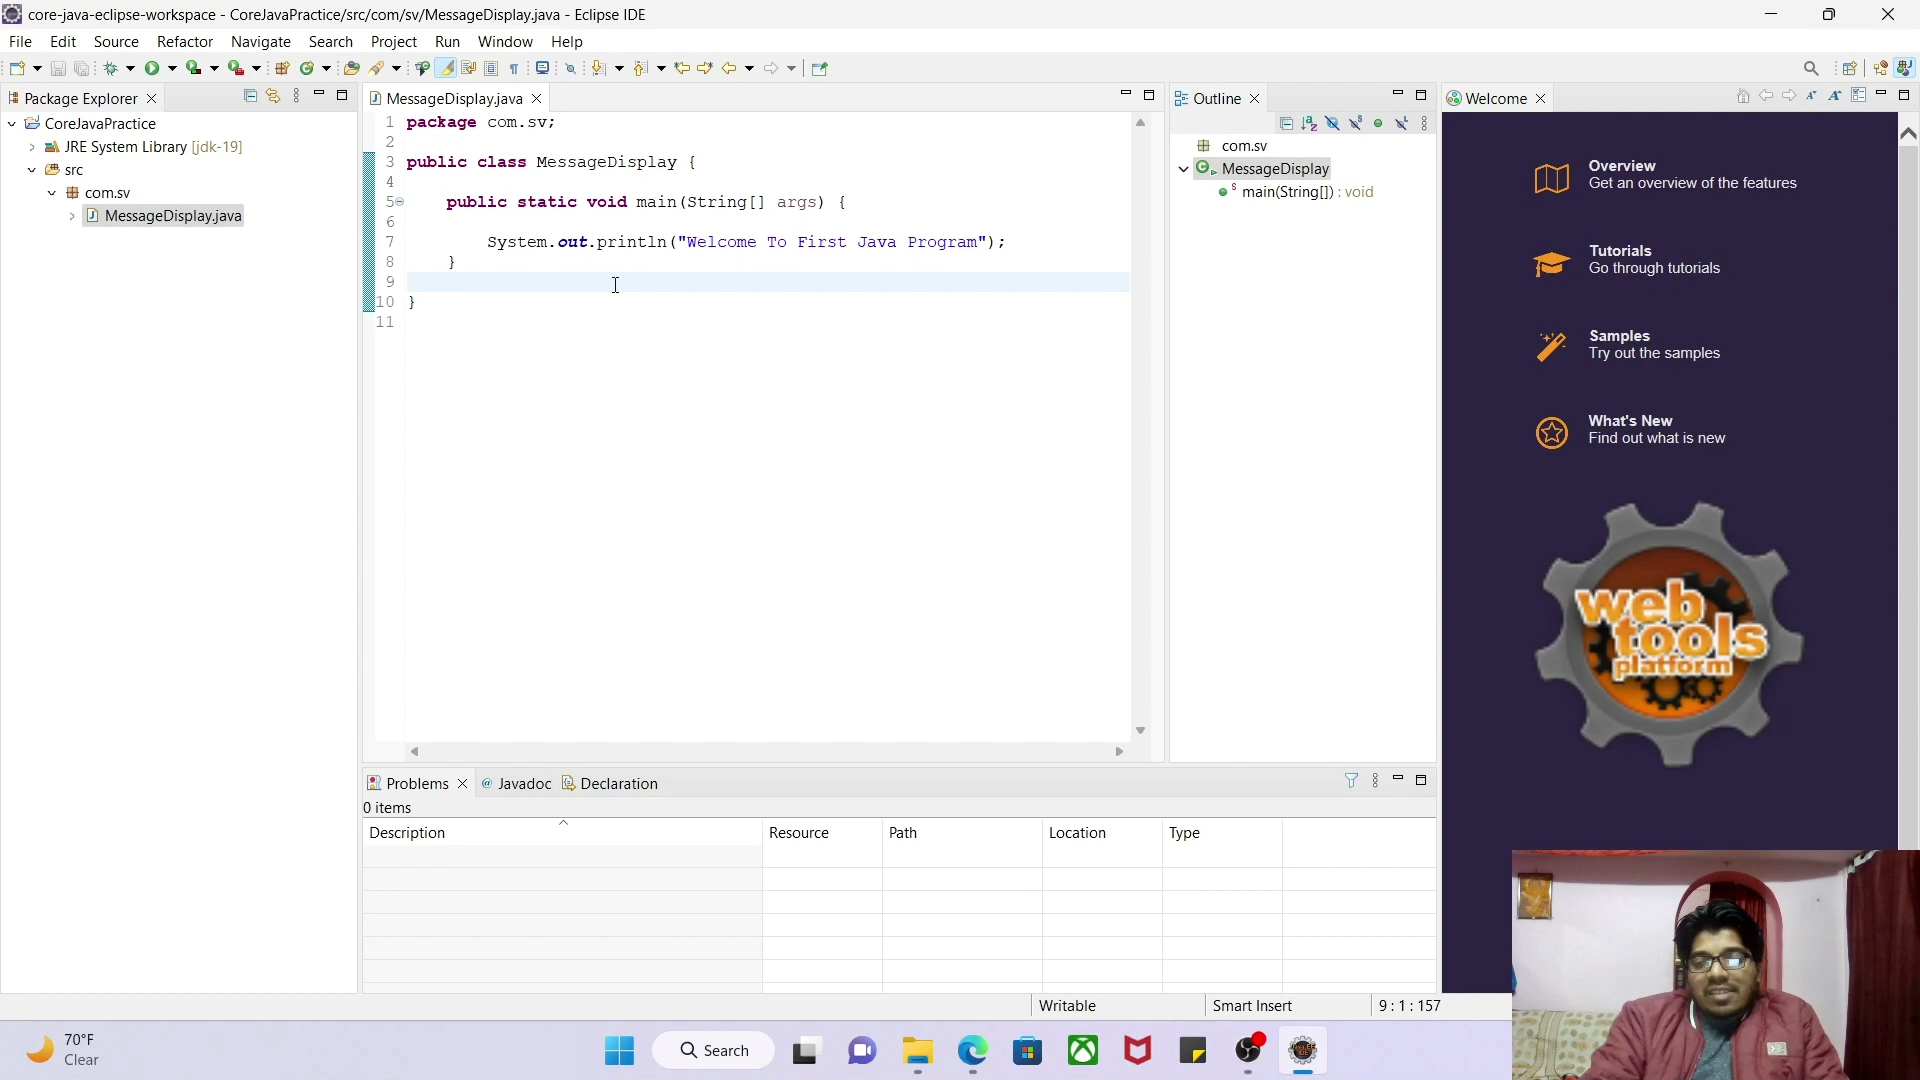 core-java-eclipse-workspace - CoreJavaPractice/src/com/sv/MessageDisplay.java - Eclipse IDE
File Edit Source Refactor Navigate Search Project Run Window Help
Package Explorer
CoreJavaPractice
JRE System Library [jdk-19]
src
com.sv
MessageDisplay.java
MessageDisplay.java
1 package com.sv;
2
3 public class MessageDisplay {
4
5 public static void main(String[] args) {
6
7 System.out.println("Welcome To First Java Program");
8 }
9
10 }
11
Outline
com.sv
MessageDisplay
main(String[]) : void
Welcome
Overview
Get an overview of the features
Tutorials
Go through tutorials
Samples
Try out the samples
What's New
Find out what is new
web
tools
platform
Problems Javadoc Declaration
0 items
Description Resource Path Location Type
Writable Smart Insert 9 : 1 : 157
70°F
Clear
Search